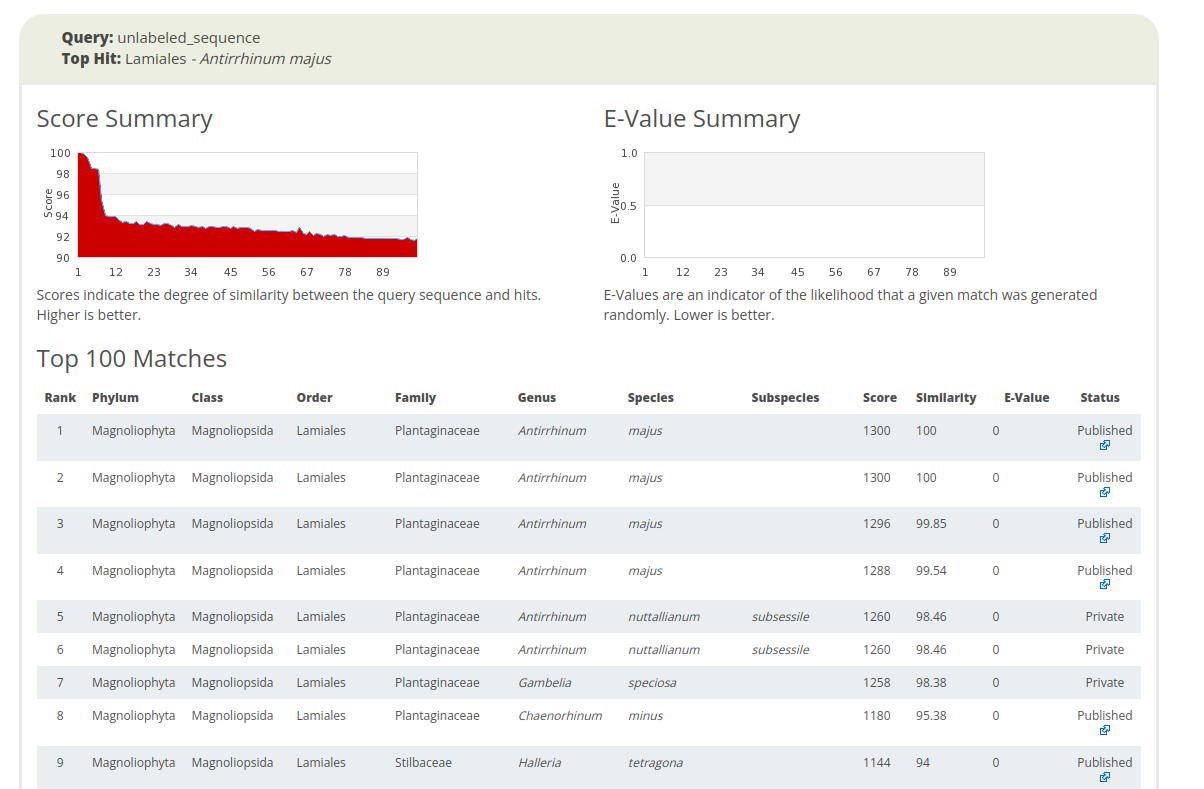 Query: unlabeled_sequence
Top Hit: Lamiales - Antirrhinum majus
Score Summary
100
98
96
94
92
90
Score
1 12 23 34 45 56 67 78 89
Scores indicate the degree of similarity between the query sequence and hits.
Higher is better.
E-Value Summary
1.0
0.5
0.0
E-Value
1 12 23 34 45 56 67 78 89
E-Values are an indicator of the likelihood that a given match was generated
randomly. Lower is better.
Top 100 Matches
Rank Phylum Class Order Family Genus Species Subspecies Score Similarity E-Value Status
1 Magnoliophyta Magnoliopsida Lamiales Plantaginaceae Antirrhinum majus 1300 100 0 Published
2 Magnoliophyta Magnoliopsida Lamiales Plantaginaceae Antirrhinum majus 1300 100 0 Published
3 Magnoliophyta Magnoliopsida Lamiales Plantaginaceae Antirrhinum majus 1296 99.85 0 Published
4 Magnoliophyta Magnoliopsida Lamiales Plantaginaceae Antirrhinum majus 1288 99.54 0 Published
5 Magnoliophyta Magnoliopsida Lamiales Plantaginaceae Antirrhinum nuttallianum subsessile 1260 98.46 0 Private
6 Magnoliophyta Magnoliopsida Lamiales Plantaginaceae Antirrhinum nuttallianum subsessile 1260 98.46 0 Private
7 Magnoliophyta Magnoliopsida Lamiales Plantaginaceae Gambelia speciosa 1258 98.38 0 Private
8 Magnoliophyta Magnoliopsida Lamiales Plantaginaceae Chaenorhinum minus 1180 95.38 0 Published
9 Magnoliophyta Magnoliopsida Lamiales Stilbaceae Halleria tetragona 1144 94 0 Published